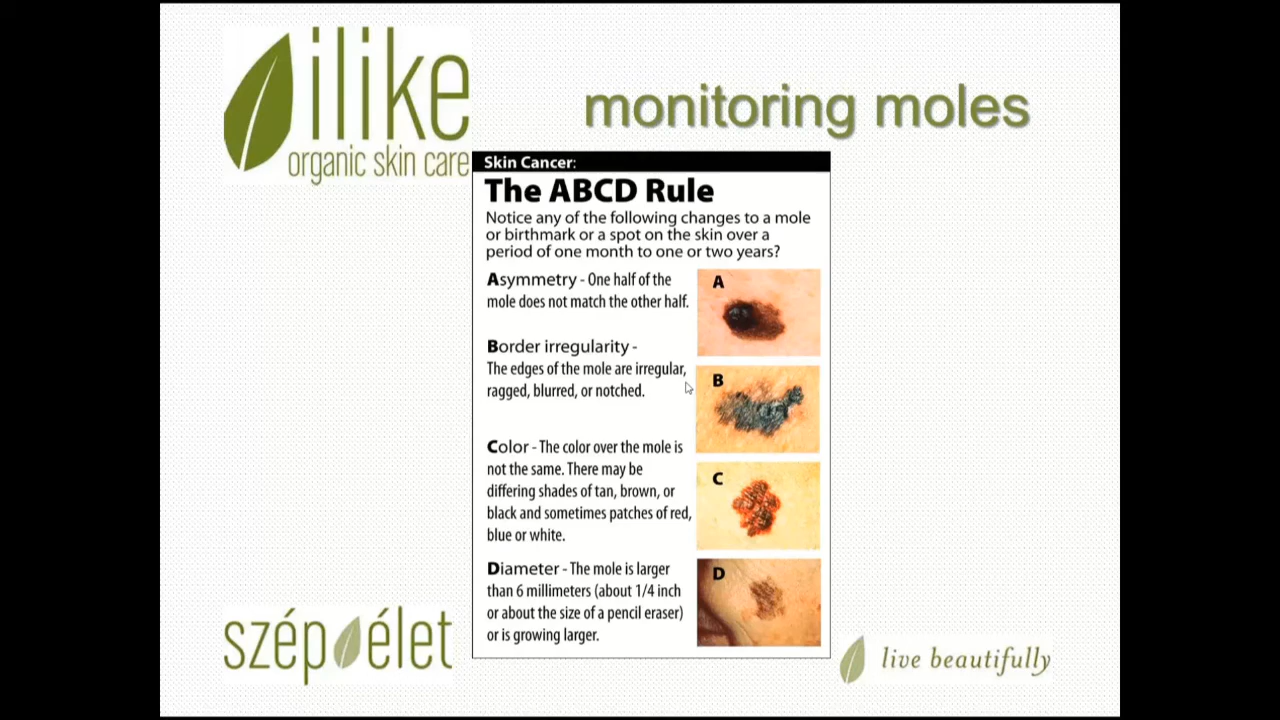 ilike
organic skin care
monitoring moles
Skin Cancer:
The ABCD Rule
Notice any of the following changes to a mole
or birthmark or a spot on the skin over a
period of one month to one or two years?
Asymmetry - One half of the
mole does not match the other half.
A
Border irregularity -
The edges of the mole are irregular,
ragged, blurred, or notched.
B
Color - The color over the mole is
not the same. There may be
differing shades of tan, brown, or
black and sometimes patches of red,
blue or white.
C
Diameter - The mole is larger
than 6 millimeters (about 1/4 inch
or about the size of a pencil eraser)
or is growing larger.
D
szép élet
live beautifully